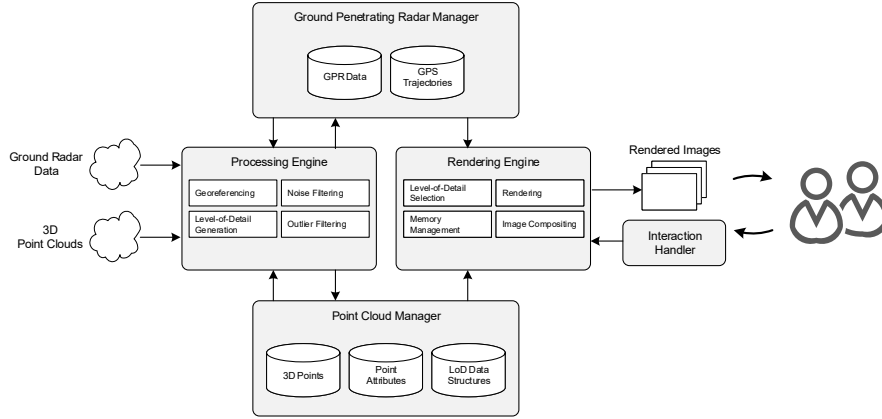 Ground Penetrating Radar Manager
GPR Data
GPS
Trajectories
Ground Radar
Data
3D
Point Clouds
Processing Engine
Georeferencing
Noise Filtering
Level-of-Detail
Generation
Outlier Filtering
Rendering Engine
Level-of-Detail
Selection
Rendering
Memory
Management
Image Compositing
Rendered Images
Interaction
Handler
Point Cloud Manager
3D Points
Point
Attributes
LoD Data
Structures